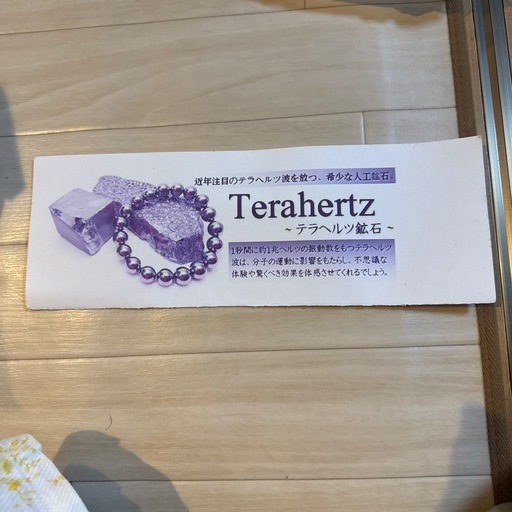 近年注目のテラヘルツ波を放つ、希少な人工鉱石。
Terahertz
~ テラヘルツ鉱石 ~
1秒間に約1兆ヘルツの振動数をもつテラヘルツ
波は、分子の運動に影響をもたらし、不思議な
体験や驚くべき効果を体感させてくれるでしょう。